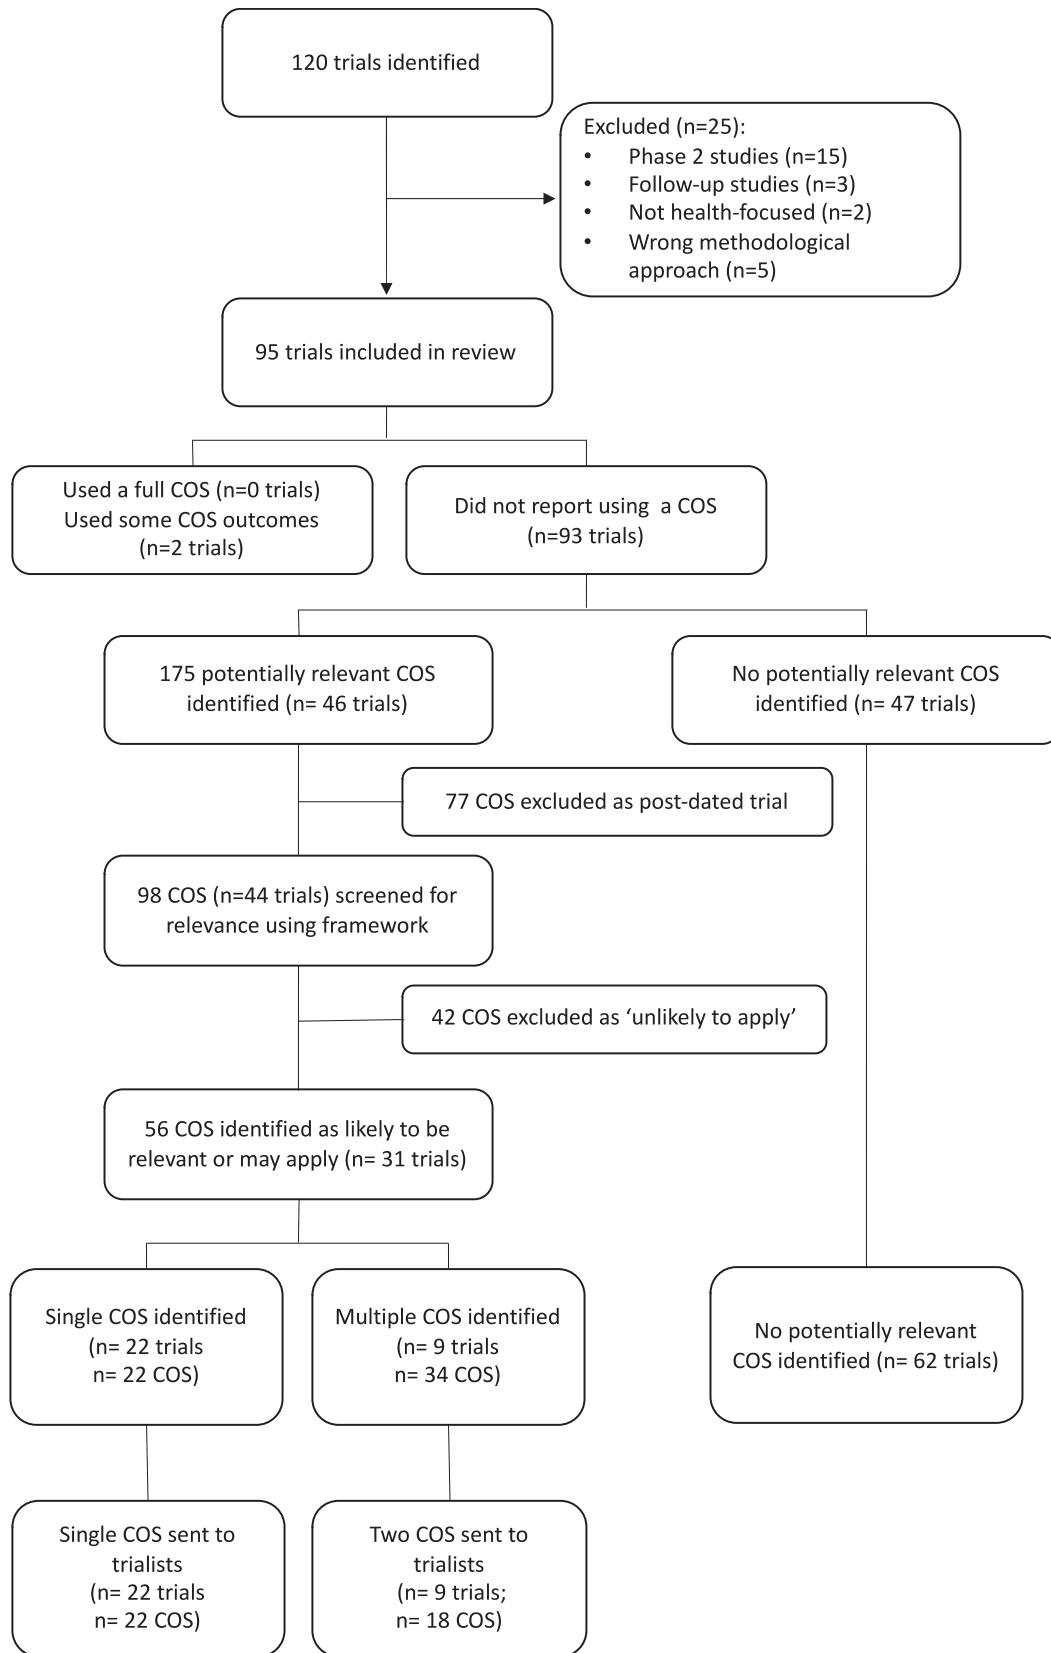 120 trials identified
Excluded (n=25):
• Phase 2 studies (n=15)
• Follow-up studies (n=3)
• Not health-focused (n=2)
• Wrong methodological
approach (n=5)
95 trials included in review
Used a full COS (n=0 trials)
Used some COS outcomes
(n=2 trials)
Did not report using  a COS
(n=93 trials)
175 potentially relevant COS
identified (n= 46 trials)
No potentially relevant COS
identified (n= 47 trials)
77 COS excluded as post-dated trial
98 COS (n=44 trials) screened for
relevance using framework
42 COS excluded as ‘unlikely to apply’
56 COS identified as likely to be
relevant or may apply (n= 31 trials)
Single COS identified
(n= 22 trials
n= 22 COS)
Multiple COS identified
(n= 9 trials
n= 34 COS)
No potentially relevant
COS identified (n= 62 trials)
Single COS sent to
trialists
(n= 22 trials
n= 22 COS)
Two COS sent to
trialists
(n= 9 trials;
n= 18 COS)